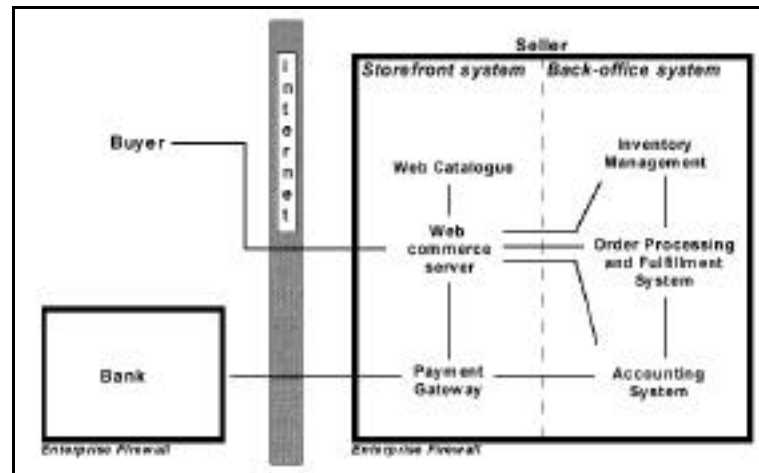 Seller
Storefront system
Back-office system
Internet
Buyer
Inventory
Management
Web Catalogue
Web
commerce
server
Order Processing
and Fulfillment
System
Bank
Payment
Gateway
Accounting
System
Enterprise Firewall
Enterprise Firewall